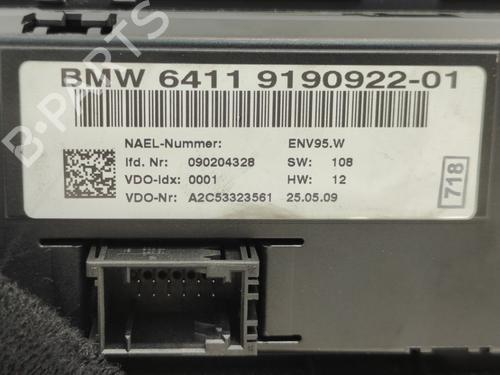 B-PARTS
BMW 6411 9190922-01
NAEL-Nummer: ENV95.W
lfd. Nr: 090204328 SW: 108
VDO-Idx: 0001 HW: 12
VDO-Nr: A2C53323561 25.05.09
718